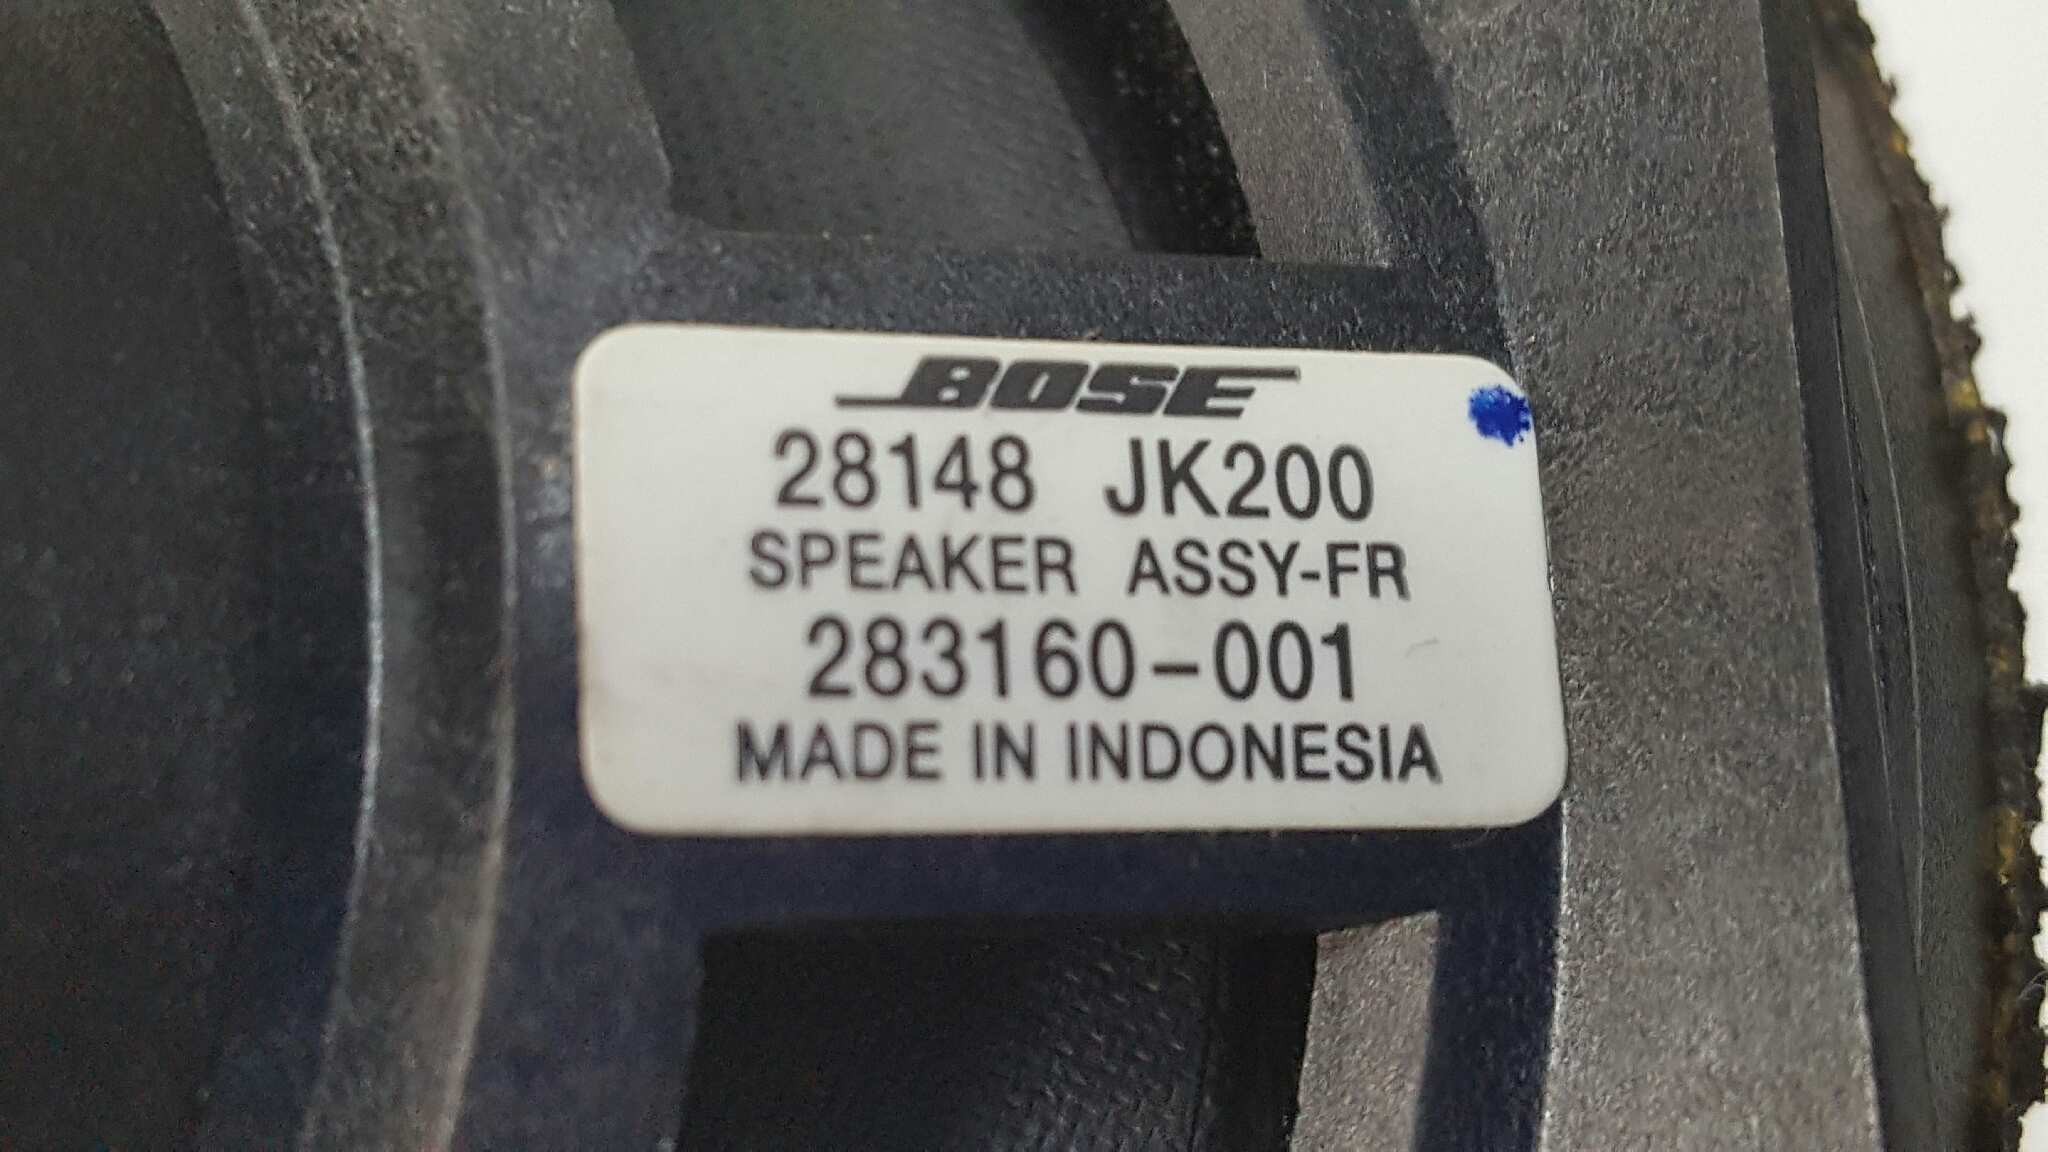 BOSE
28148 JK200
SPEAKER ASSY-FR
283160-001
MADE IN INDONESIA